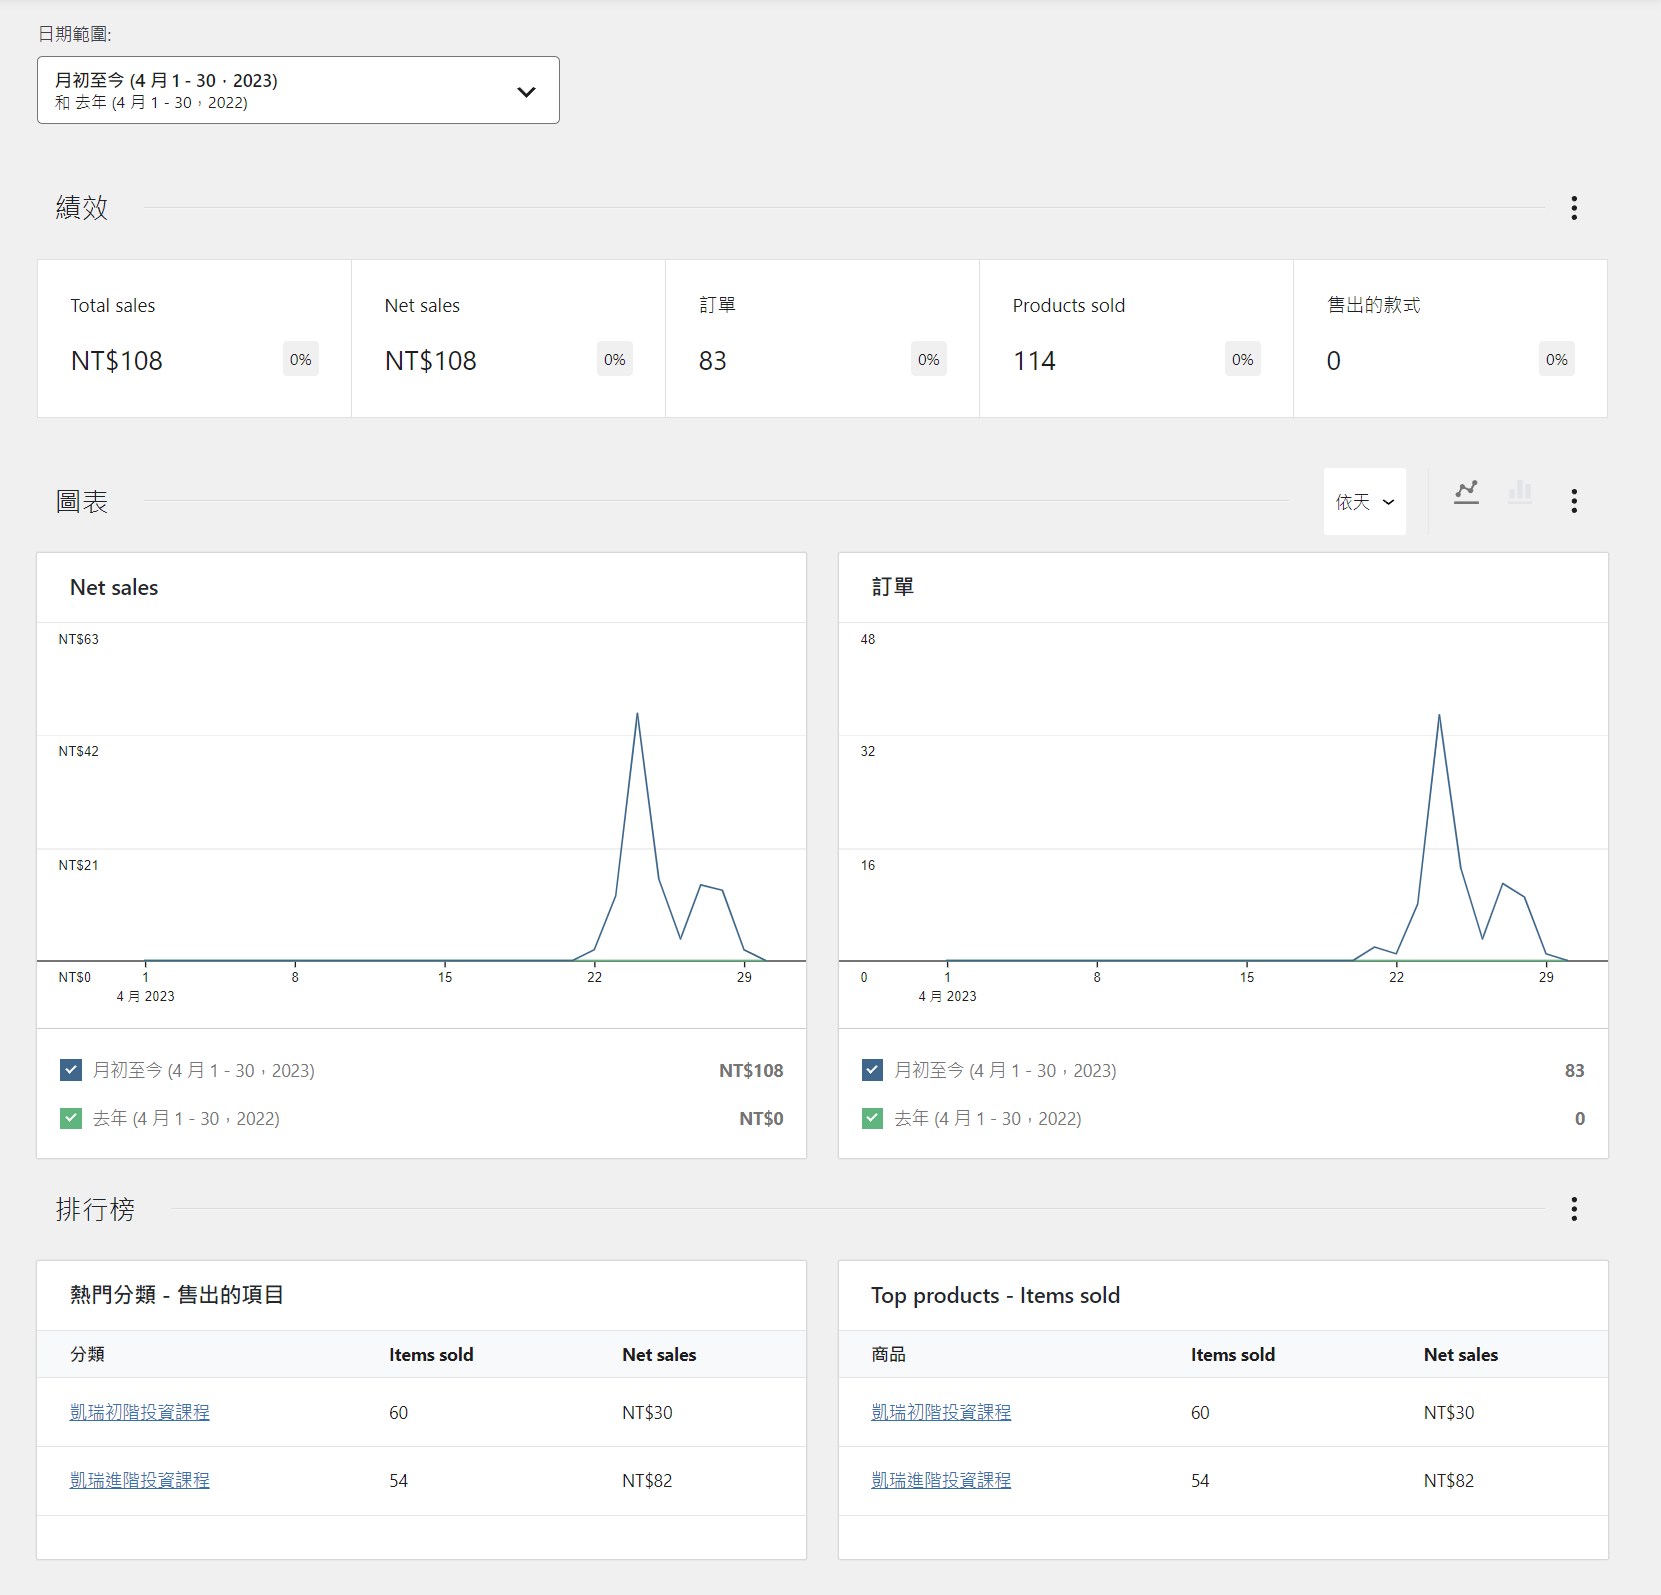 日期範圍:
月初至今 (4 月 1 - 30，2023)
和 去年 (4 月 1 - 30，2022)
績效
Total sales
NT$108
0%
Net sales
NT$108
0%
訂單
83
0%
Products sold
114
0%
售出的款式
0
0%
圖表
依天
Net sales
NT$63
NT$42
NT$21
NT$0
1 8 15 22 29
4 月 2023
月初至今 (4 月 1 - 30，2023) NT$108
去年 (4 月 1 - 30，2022) NT$0
訂單
48
32
16
0
1 8 15 22 29
4 月 2023
月初至今 (4 月 1 - 30，2023) 83
去年 (4 月 1 - 30，2022) 0
排行榜
熱門分類 - 售出的項目
分類 Items sold Net sales
凱瑞初階投資課程 60 NT$30
凱瑞進階投資課程 54 NT$82
Top products - Items sold
商品 Items sold Net sales
凱瑞初階投資課程 60 NT$30
凱瑞進階投資課程 54 NT$82